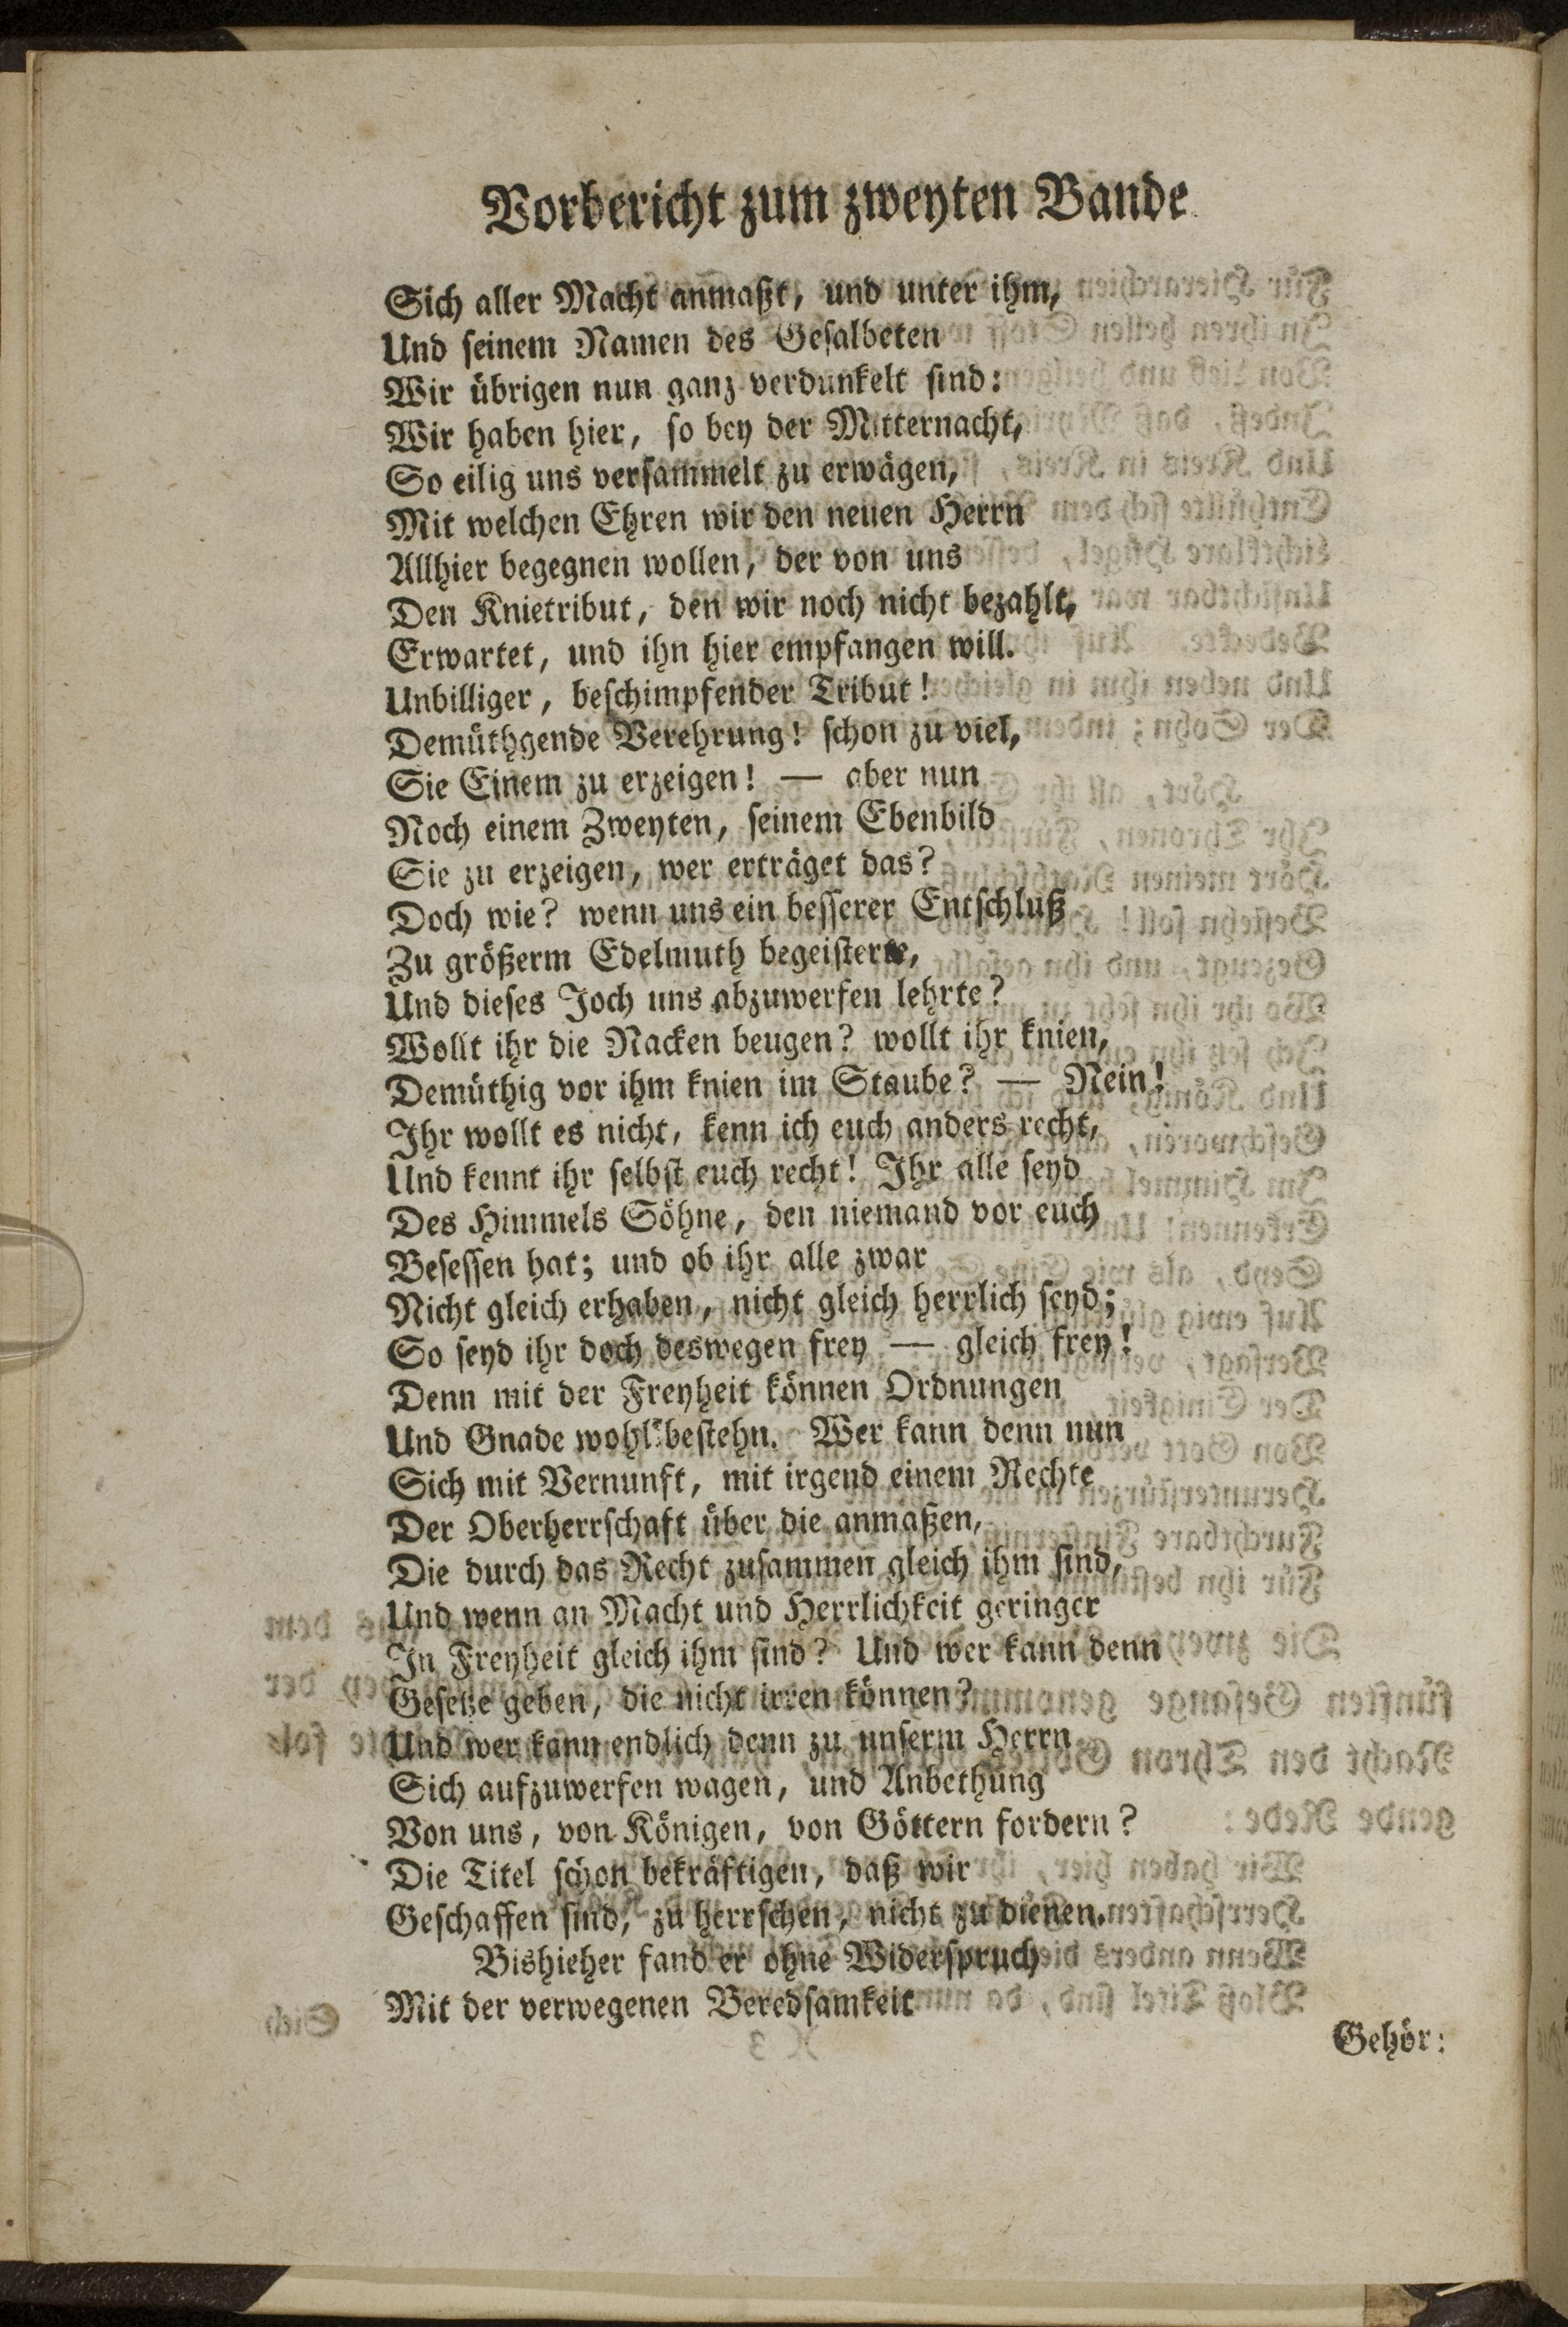 Vorbericht zum zweyten Bande
Sich aller Macht anmaßt, und unter ihm,
Und seinem Namen des Gesalbeten
Wir übrigen nun ganz verdunkelt sind:
Wir haben hier, so bey der Mitternacht,
So eilig uns versammelt zu erwägen,
Mit welchen Ehren wir den neuen Herrn
Allhier begegnen wollen, der von uns
Den Knietribut, den wir noch nicht bezahlt,
Erwartet, und ihn hier empfangen will.
Unbilliger, beschimpfender Tribut!
Demüthgende Verehrung! schon zu viel,
Sie Einem zu erzeigen! — aber nun
Noch einem Zweyten, seinem Ebenbild
Sie zu erzeigen, wer erträget das?
Doch wie? wenn uns ein besserer Entschluß
Zu größerm Edelmuth begeisterte,
Und dieses Joch uns abzuwerfen lehrte?
Wollt ihr die Nacken beugen? wollt ihr knien,
Demüthig vor ihm knien im Staube? — Nein!
Ihr wollt es nicht, kenn ich euch anders recht,
Und kennt ihr selbst euch recht! Ihr alle seyd
Des Himmels Söhne, den niemand vor euch
Besessen hat; und ob ihr alle zwar
Nicht gleich erhaben, nicht gleich herrlich seyd;
So seyd ihr doch deswegen frey — gleich frey!
Denn mit der Freyheit können Ordnungen
Und Gnade wohl bestehn. Wer kann denn nun
Sich mit Vernunft, mit irgend einem Rechte
Der Oberherrschaft über die anmaßen,
Die durch das Recht zusammen gleich ihm sind,
Und wenn an Macht und Herrlichkeit geringer
In Freyheit gleich ihm sind? Und wer kann denn
Gesetze geben, die nicht irren können?
Und wer kann endlich denn zu unserm Herrn
Sich aufzuwerfen wagen, und Anbethung
Von uns, von Königen, von Göttern fordern?
Die Titel schon bekräftigen, daß wir
Geschaffen sind, zu herrschen, nicht zu dienen.
Bishieher fand er ohne Widerspruch
Mit der verwegenen Beredsamkeit
Gehör: